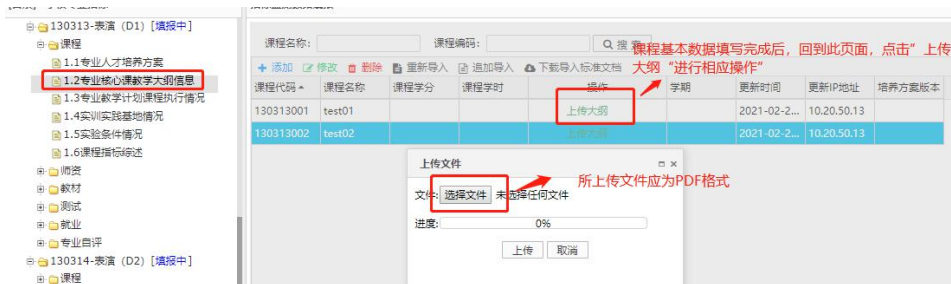 130313-表演（D1）[填报中]
课程
1.1专业人才培养方案
1.2专业核心课教学大纲信息
1.3专业教学计划课程执行情况
1.4实训实践基地情况
1.5实验条件情况
1.6课程指标综述
师资
教材
测试
就业
专业自评
130314-表演（D2）[填报中]
课程
课程名称: 课程编码: 搜
课程基本数据填写完成后，回到此页面，点击”上传
大纲“进行相应操作”
添加 修改 删除 重新导入 追加导入 下载导入标准文档
课程代码 课程名称 课程学分 课程学时 操作 学期 更新时间 更新IP地址 培养方案版本
130313001 test01 上传大纲 2021-02-2... 10.20.50.13
130313002 test02 上传大纲 2021-02-2... 10.20.50.13
上传文件
文件: 选择文件 未选择任何文件
所上传文件应为PDF格式
进度: 0%
上传 取消